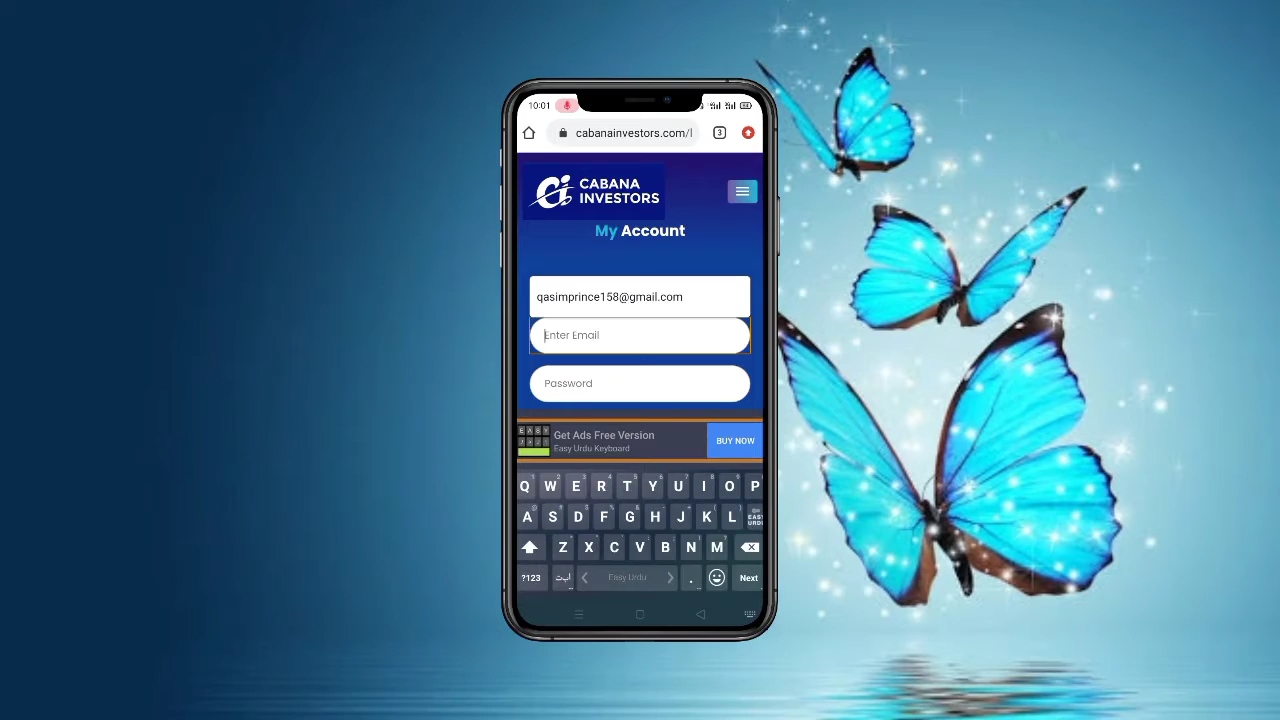 10:01
cabanainvestors.com/l
3
CABANA
INVESTORS
My Account
qasimprince158@gmail.com
Enter Email
Password
Get Ads Free Version
Easy Urdu Keyboard
BUY NOW
Q W E R T Y U I O P
A S D F G H J K L
Z X C V B N M
?123 اب‌پ Easy Urdu . Next